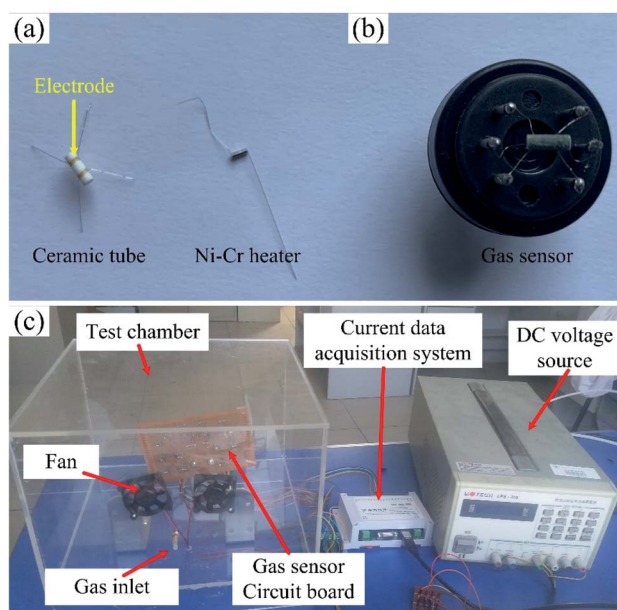 (a)
Electrode
Ceramic tube
Ni-Cr heater
(b)
Gas sensor
(c)
Test chamber
Current data
acquisition system
DC voltage
source
Fan
Gas inlet
Gas sensor
Circuit board